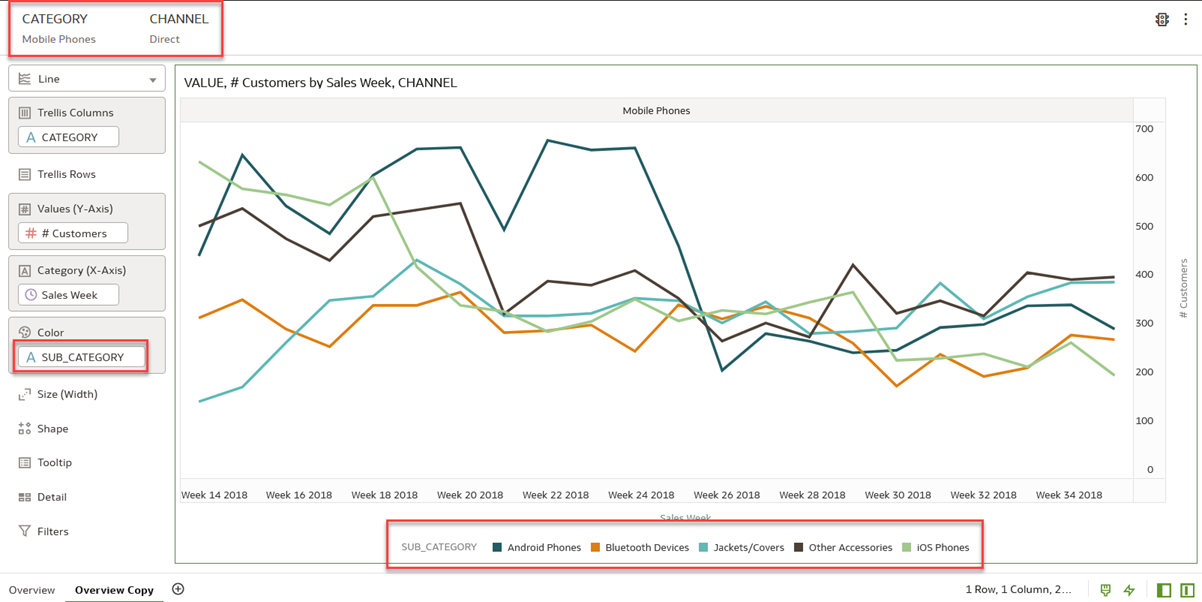 CATEGORY CHANNEL
Mobile Phones Direct
Line
Trellis Columns
A CATEGORY
Trellis Rows
Values (Y-Axis)
# # Customers
Category (X-Axis)
Sales Week
Color
A SUB_CATEGORY
Size (Width)
Shape
Tooltip
Detail
Filters
VALUE, # Customers by Sales Week, CHANNEL
Mobile Phones
700
600
500
400
300
200
100
0
# Customers
Week 14 2018 Week 16 2018 Week 18 2018 Week 20 2018 Week 22 2018 Week 24 2018 Week 26 2018 Week 28 2018 Week 30 2018 Week 32 2018 Week 34 2018
Sales Week
SUB_CATEGORY Android Phones Bluetooth Devices Jackets/Covers Other Accessories iOS Phones
Overview Overview Copy 1 Row, 1 Column, 2...